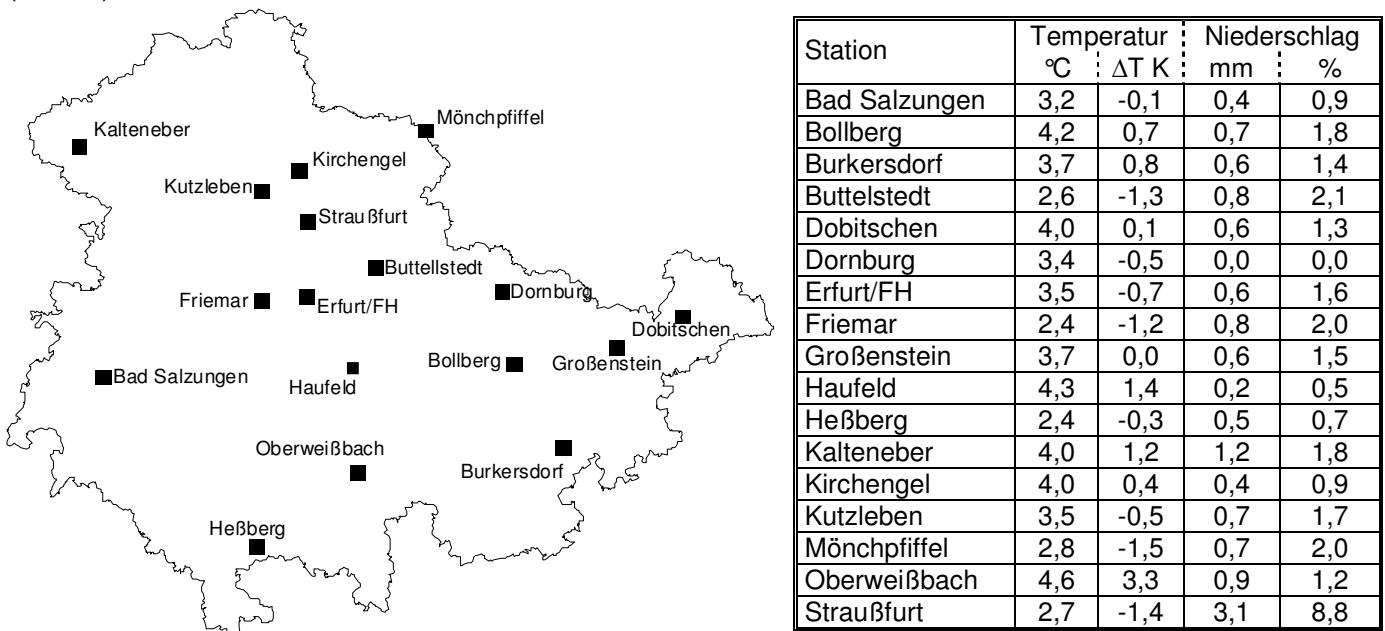 Mönchpfiffel
Kalteneber
Kirchengel
Kutzleben
Straußfurt
Buttellstedt
Dornburg
Friemar
Erfurt/FH
Dobitschen
Bollberg
Großenstein
Bad Salzungen
Haufeld
Oberweißbach
Burkersdorf
Heßberg
Station Temperatur Niederschlag
°C ΔT K mm %
Bad Salzungen 3,2 -0,1 0,4 0,9
Bollberg 4,2 0,7 0,7 1,8
Burkersdorf 3,7 0,8 0,6 1,4
Buttelstedt 2,6 -1,3 0,8 2,1
Dobitschen 4,0 0,1 0,6 1,3
Dornburg 3,4 -0,5 0,0 0,0
Erfurt/FH 3,5 -0,7 0,6 1,6
Friemar 2,4 -1,2 0,8 2,0
Großenstein 3,7 0,0 0,6 1,5
Haufeld 4,3 1,4 0,2 0,5
Heßberg 2,4 -0,3 0,5 0,7
Kalteneber 4,0 1,2 1,2 1,8
Kirchengel 4,0 0,4 0,4 0,9
Kutzleben 3,5 -0,5 0,7 1,7
Mönchpfiffel 2,8 -1,5 0,7 2,0
Oberweißbach 4,6 3,3 0,9 1,2
Straußfurt 2,7 -1,4 3,1 8,8